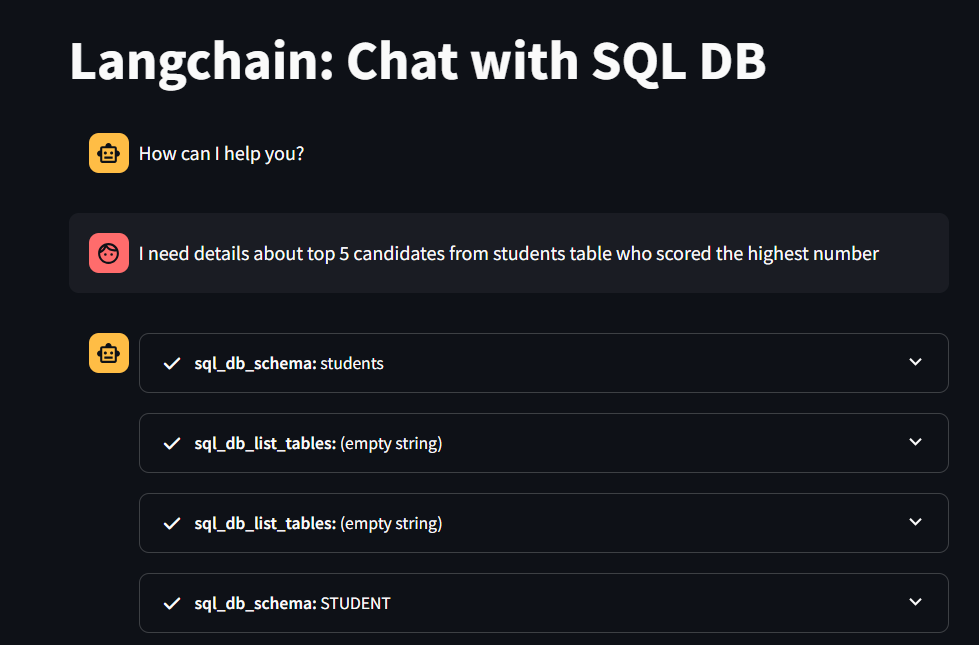 Langchain: Chat with SQL DB
How can I help you?
I need details about top 5 candidates from students table who scored the highest number
sql_db_schema: students
sql_db_list_tables: (empty string)
sql_db_list_tables: (empty string)
sql_db_schema: STUDENT